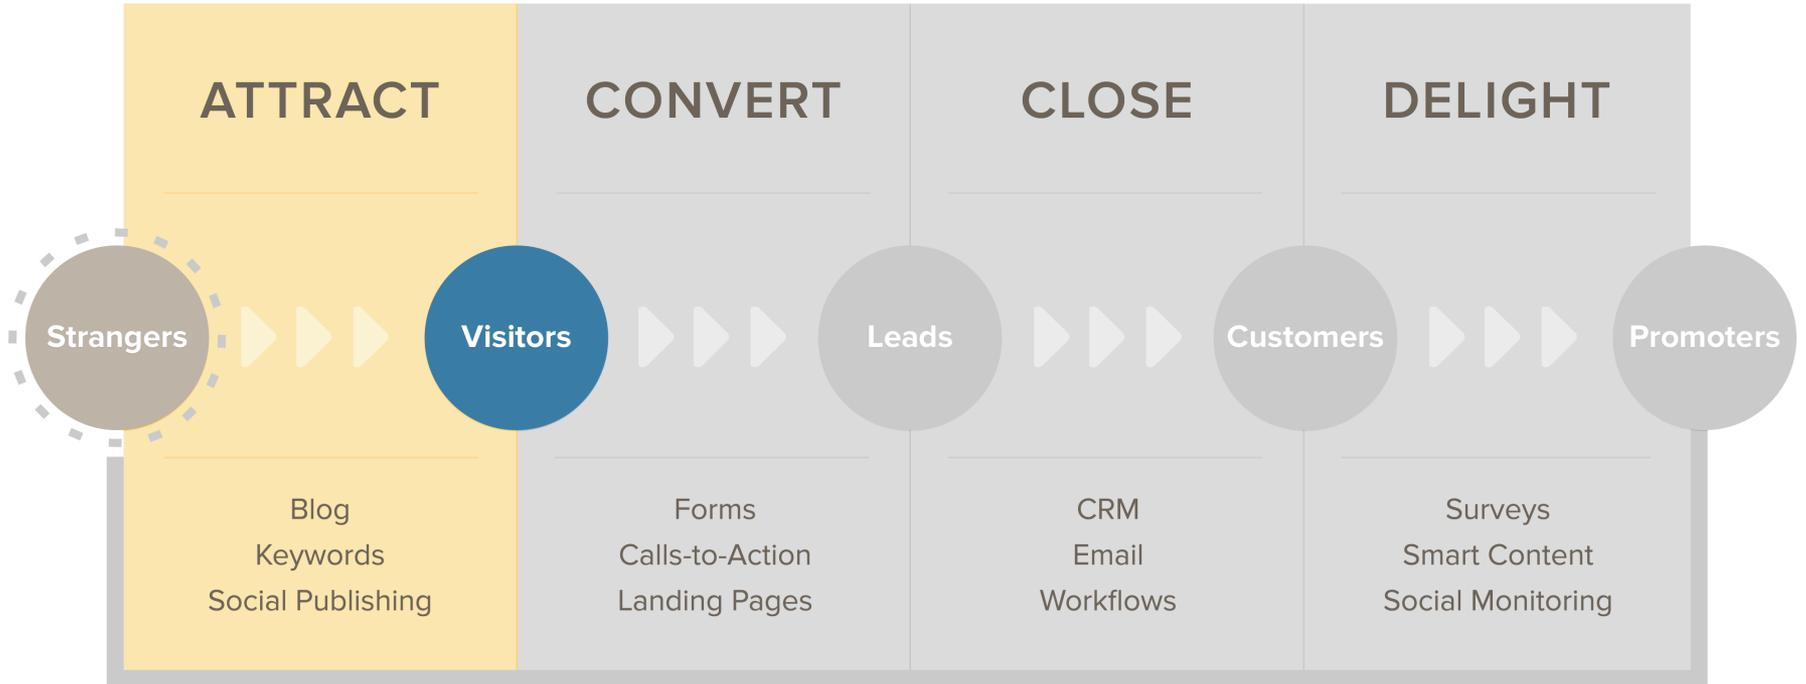 ATTRACT
CONVERT
CLOSE
DELIGHT
Strangers
Visitors
Leads
Customers
Promoters
Blog
Keywords
Social Publishing
Forms
Calls-to-Action
Landing Pages
CRM
Email
Workflows
Surveys
Smart Content
Social Monitoring